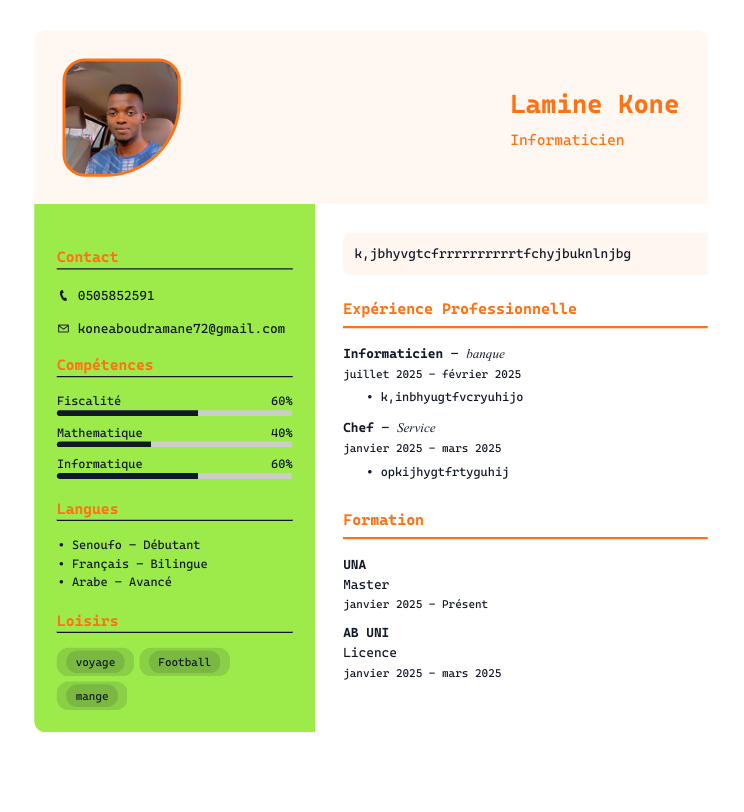 Lamine Kone
Informaticien
Contact
0505852591
koneaboudramane72@gmail.com
Compétences
Fiscalité 60%
Mathematique 40%
Informatique 60%
Langues
• Senoufo – Débutant
• Français – Bilingue
• Arabe – Avancé
Loisirs
voyage Football
mange
k,jbhyvgtcfrrrrrrrrrrtfchyjbuknlnjbg
Expérience Professionnelle
Informaticien – banque
juillet 2025 – février 2025
• k,inbhyugtfvcryuhijo
Chef – Service
janvier 2025 – mars 2025
• opkijhygtfrtyguhij
Formation
UNA
Master
janvier 2025 – Présent
AB UNI
Licence
janvier 2025 – mars 2025